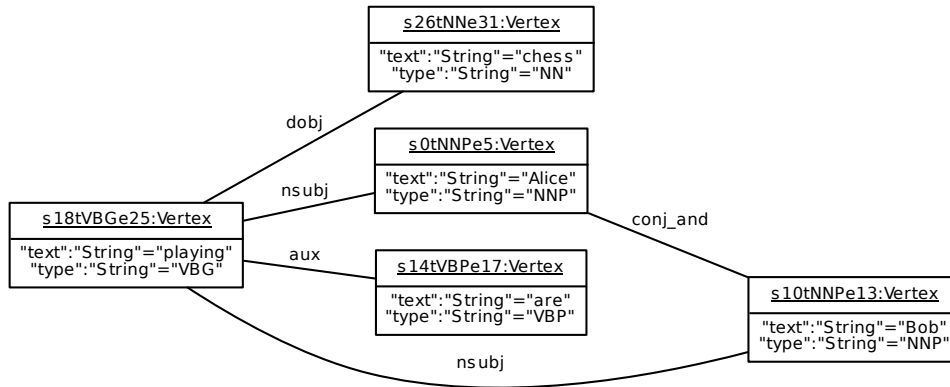 s26tNNe31:Vertex
"text":"String"="chess"
"type":"String"="NN"
dobj
s0tNNPe5:Vertex
"text":"String"="Alice"
"type":"String"="NNP"
nsubj
s18tVBGe25:Vertex
"text":"String"="playing"
"type":"String"="VBG"
conj_and
aux
s14tVBPe17:Vertex
"text":"String"="are"
"type":"String"="VBP"
s10tNNPe13:Vertex
"text":"String"="Bob"
"type":"String"="NNP"
nsubj